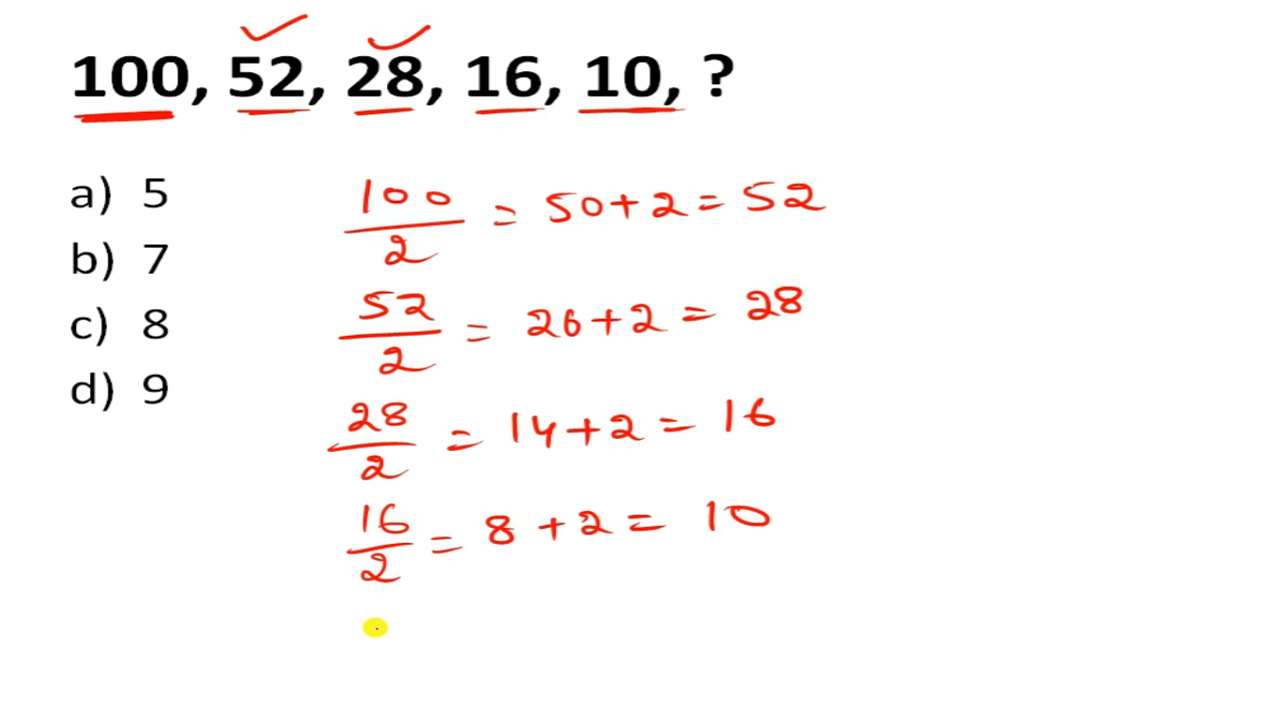 100, 52, 28, 16, 10, ?
a) 5
b) 7
c) 8
d) 9
100/2 = 50+2 = 52
52/2 = 26+2 = 28
28/2 = 14+2 = 16
16/2 = 8+2 = 10